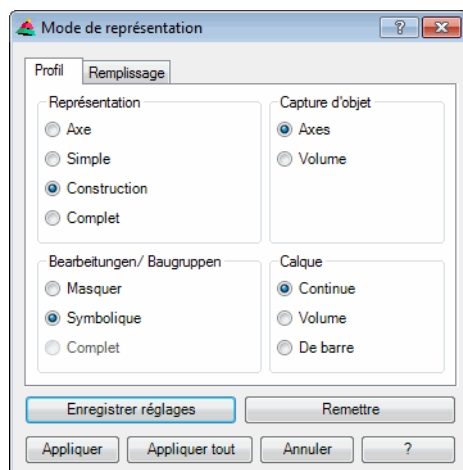 Mode de représentation
Profil
Remplissage
Représentation
Axe
Simple
Construction
Complet
Capture d'objet
Axes
Volume
Bearbeitungen/ Baugruppen
Masquer
Symbolique
Complet
Calque
Continue
Volume
De barre
Enregistrer réglages
Remettre
Appliquer
Appliquer tout
Annuler
?